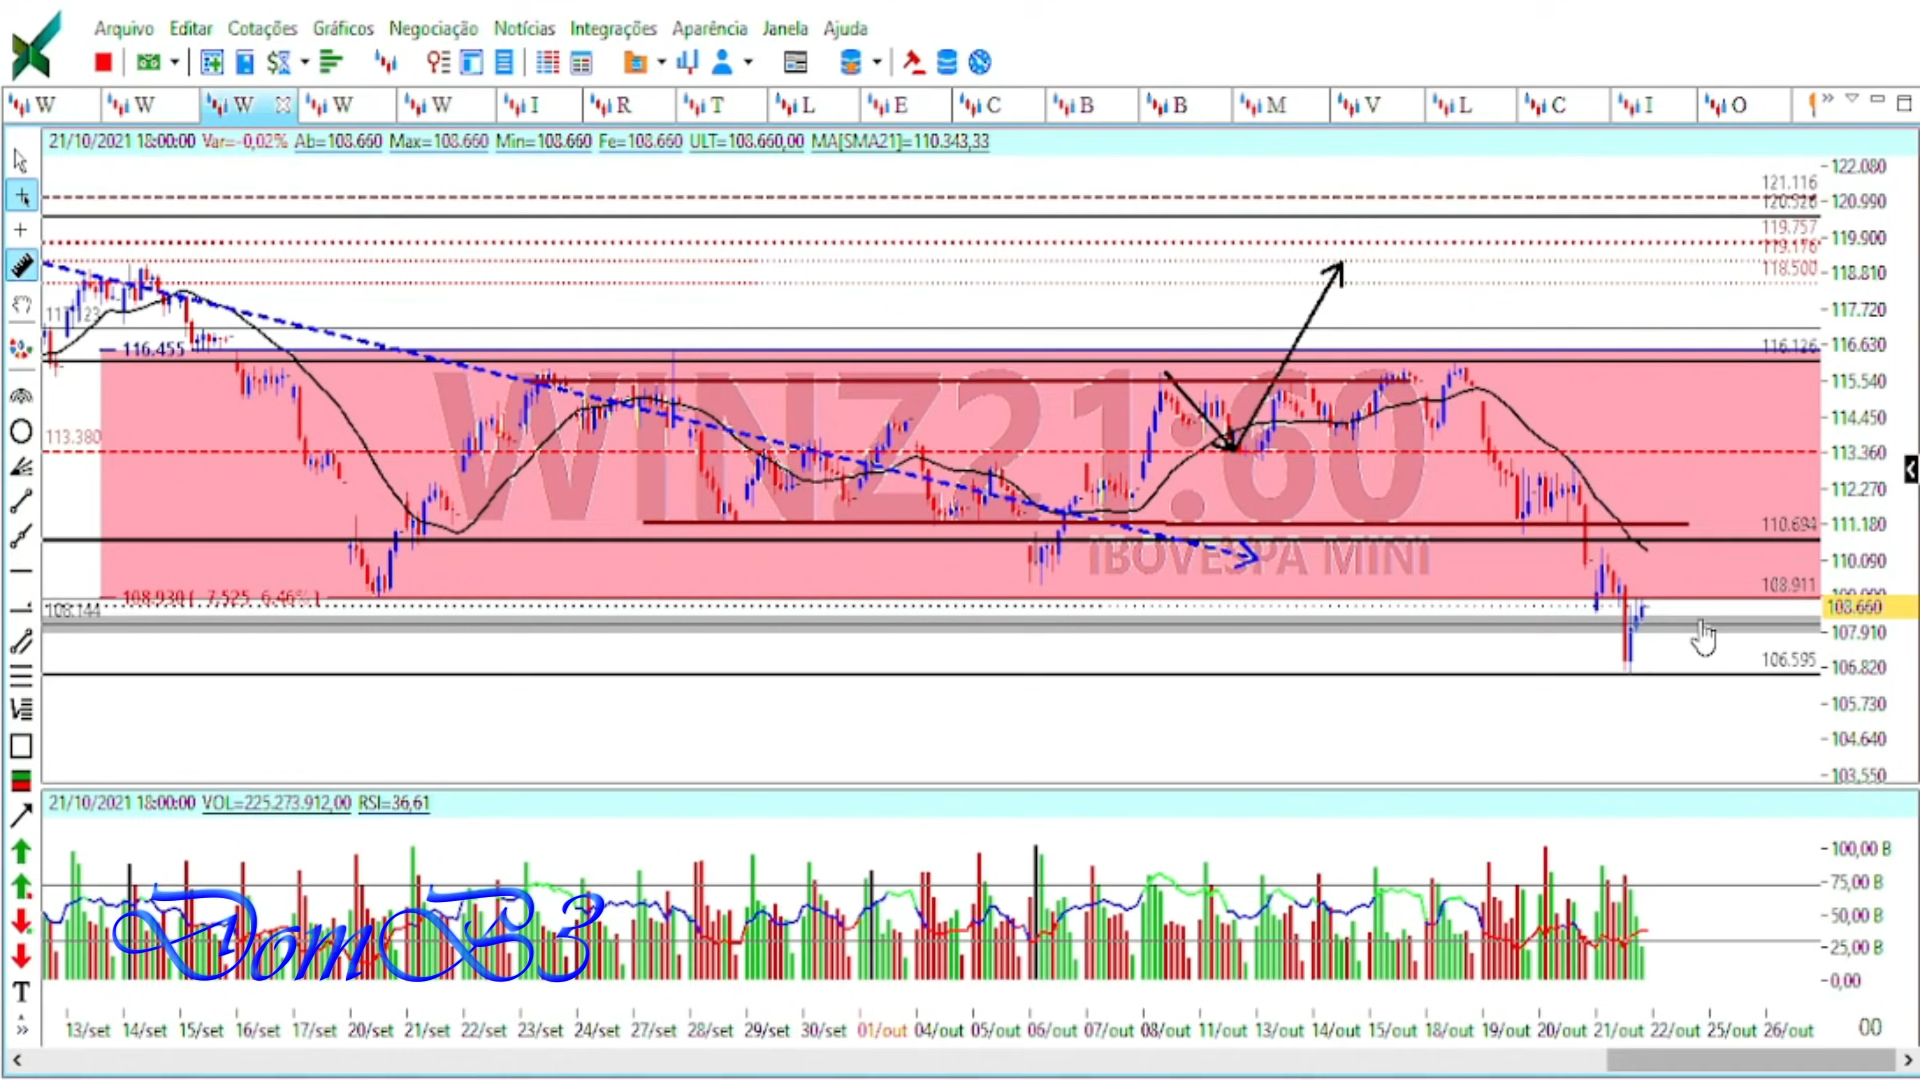 Arquivo Editar Cotações Gráficos Negociação Notícias Integrações Aparência Janela Ajuda
W W W W W I R T L E C B B M V L C I O
21/10/2021 18:00:00 Var=-0,02% Ab=108.660 Max=108.660 Min=108.660 Fe=108.660 ULT=108.660,00 MA[SMA21]=110.343,33
122.080
121.116
120.990
119.757
119.900
119.176
118.500
118.810
117.720
116.455
116.126
116.630
115.540
114.450
113.380
113.360
112.270
110.694
111.180
110.090
108.911
108.930 ( 7.525 6.46% )
108.144
108.660
107.910
106.595
106.820
105.730
104.640
103.550
WINZ21:60
IBOVESPA MINI
21/10/2021 18:00:00 VOL=225.273.912,00 RSI=36,61
100,00 B
75,00 B
50,00 B
25,00 B
0,00
DomB3
T
13/set 14/set 15/set 16/set 17/set 20/set 21/set 22/set 23/set 24/set 27/set 28/set 29/set 30/set 01/out 04/out 05/out 06/out 07/out 08/out 11/out 13/out 14/out 15/out 18/out 19/out 20/out 21/out 22/out 25/out 26/out 00